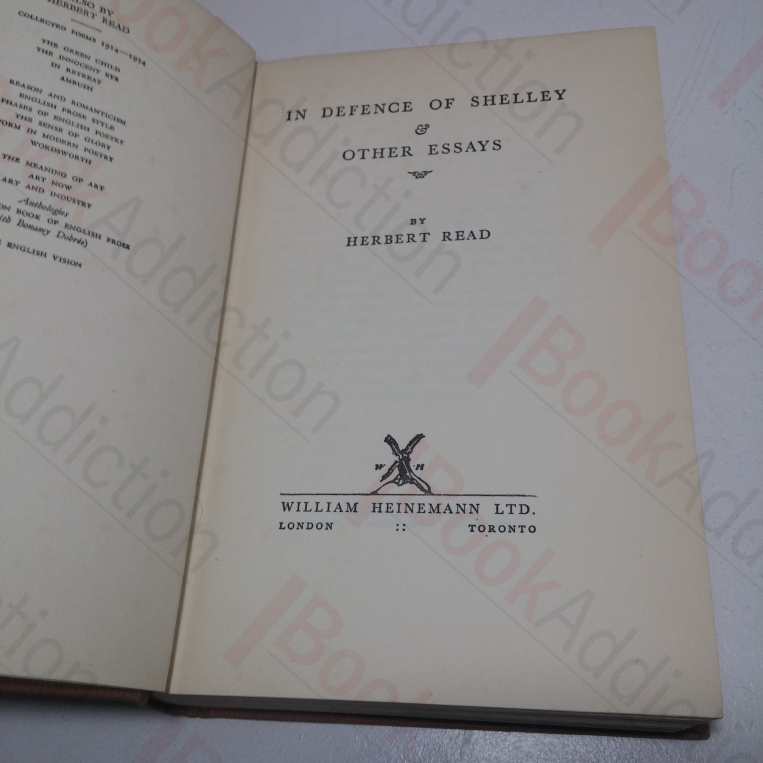 ALSO BY
HERBERT READ
COLLECTED POEMS 1914—1934
THE GREEN CHILD
THE INNOCENT EYE
IN RETREAT
AMBUSH
REASON AND ROMANTICISM
ENGLISH PROSE STYLE
PHASES OF ENGLISH POETRY
THE SENSE OF GLORY
FORM IN MODERN POETRY
WORDSWORTH
THE MEANING OF ART
ART NOW
ART AND INDUSTRY
Anthologies
BOOK OF ENGLISH PROSE
Bonamy Dobrée)
ENGLISH VISION
IN DEFENCE OF SHELLEY
&
OTHER ESSAYS
BY
HERBERT READ
W H
WILLIAM HEINEMANN LTD.
LONDON :: TORONTO
BookAddiction